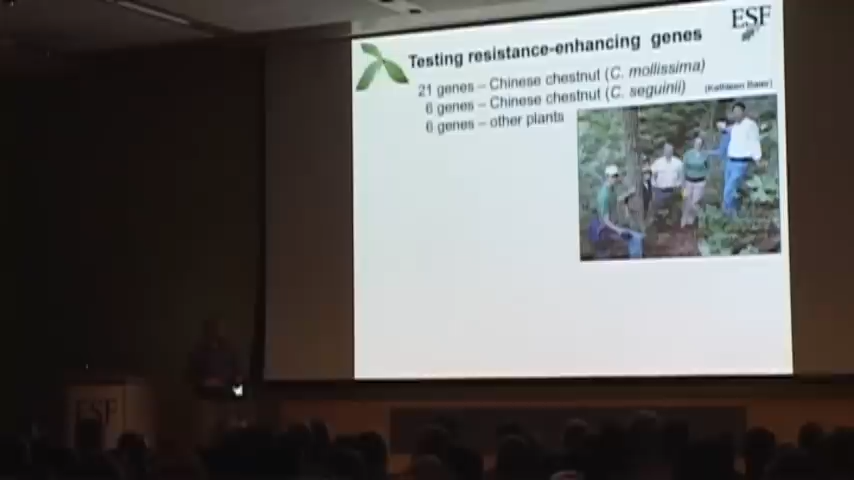 ESF
Testing resistance-enhancing genes
21 genes – Chinese chestnut (C. mollissima)
6 genes – Chinese chestnut (C. seguinii)
6 genes – other plants
ESF